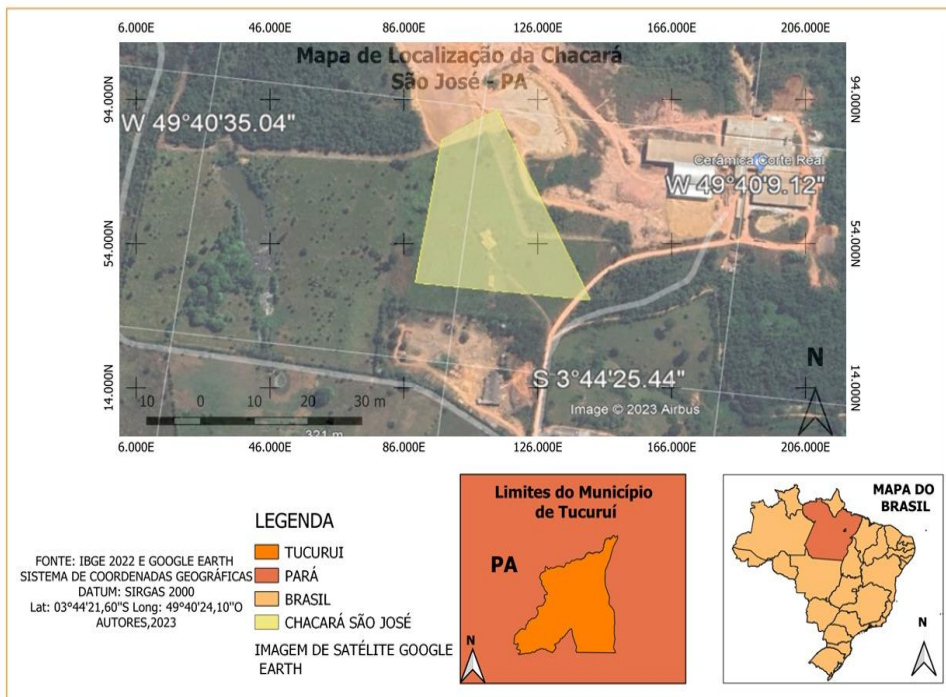 6.000E 46.000E 86.000E 126.000E 166.000E 206.000E
Mapa de Localização da Chacará
São José - PA
94.000N
94.000N
W 49°40'35.04"
Cerâmica Corte Real
W 49°40'9.12"
54.000N
54.000N
N
S 3°44'25.44"
14.000N
14.000N
10 0 10 20 30 m
Image © 2023 Airbus
321 m
6.000E 46.000E 86.000E 126.000E 166.000E 206.000E
LEGENDA
TUCURUI
PARÁ
BRASIL
CHACARÁ SÃO JOSÉ
IMAGEM DE SATÉLITE GOOGLE
EARTH
FONTE: IBGE 2022 E GOOGLE EARTH
SISTEMA DE COORDENADAS GEOGRÁFICAS
DATUM: SIRGAS 2000
Lat: 03°44'21,60''S Long: 49°40'24,10''O
AUTORES,2023
Limites do Município
de Tucuruí
PA
N
MAPA DO
BRASIL
N